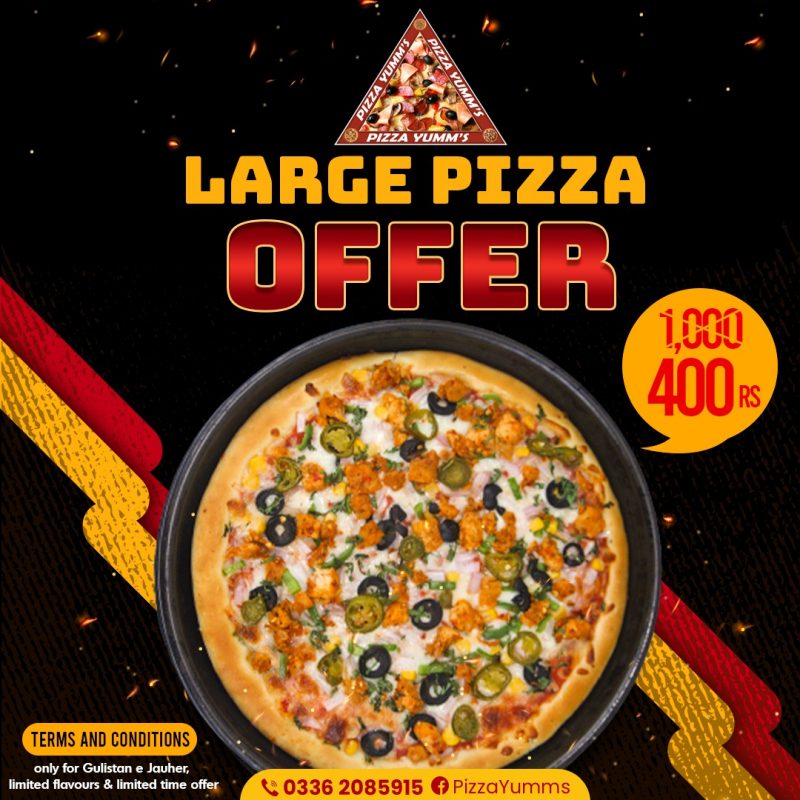 PIZZA YUMM'S
PIZZA YUMM'S
PIZZA YUMM'S
LARGE PIZZA
OFFER
1,000
400 RS
TERMS AND CONDITIONS
only for Gulistan e Jauher,
limited flavours & limited time offer
0336 2085915 PizzaYumms